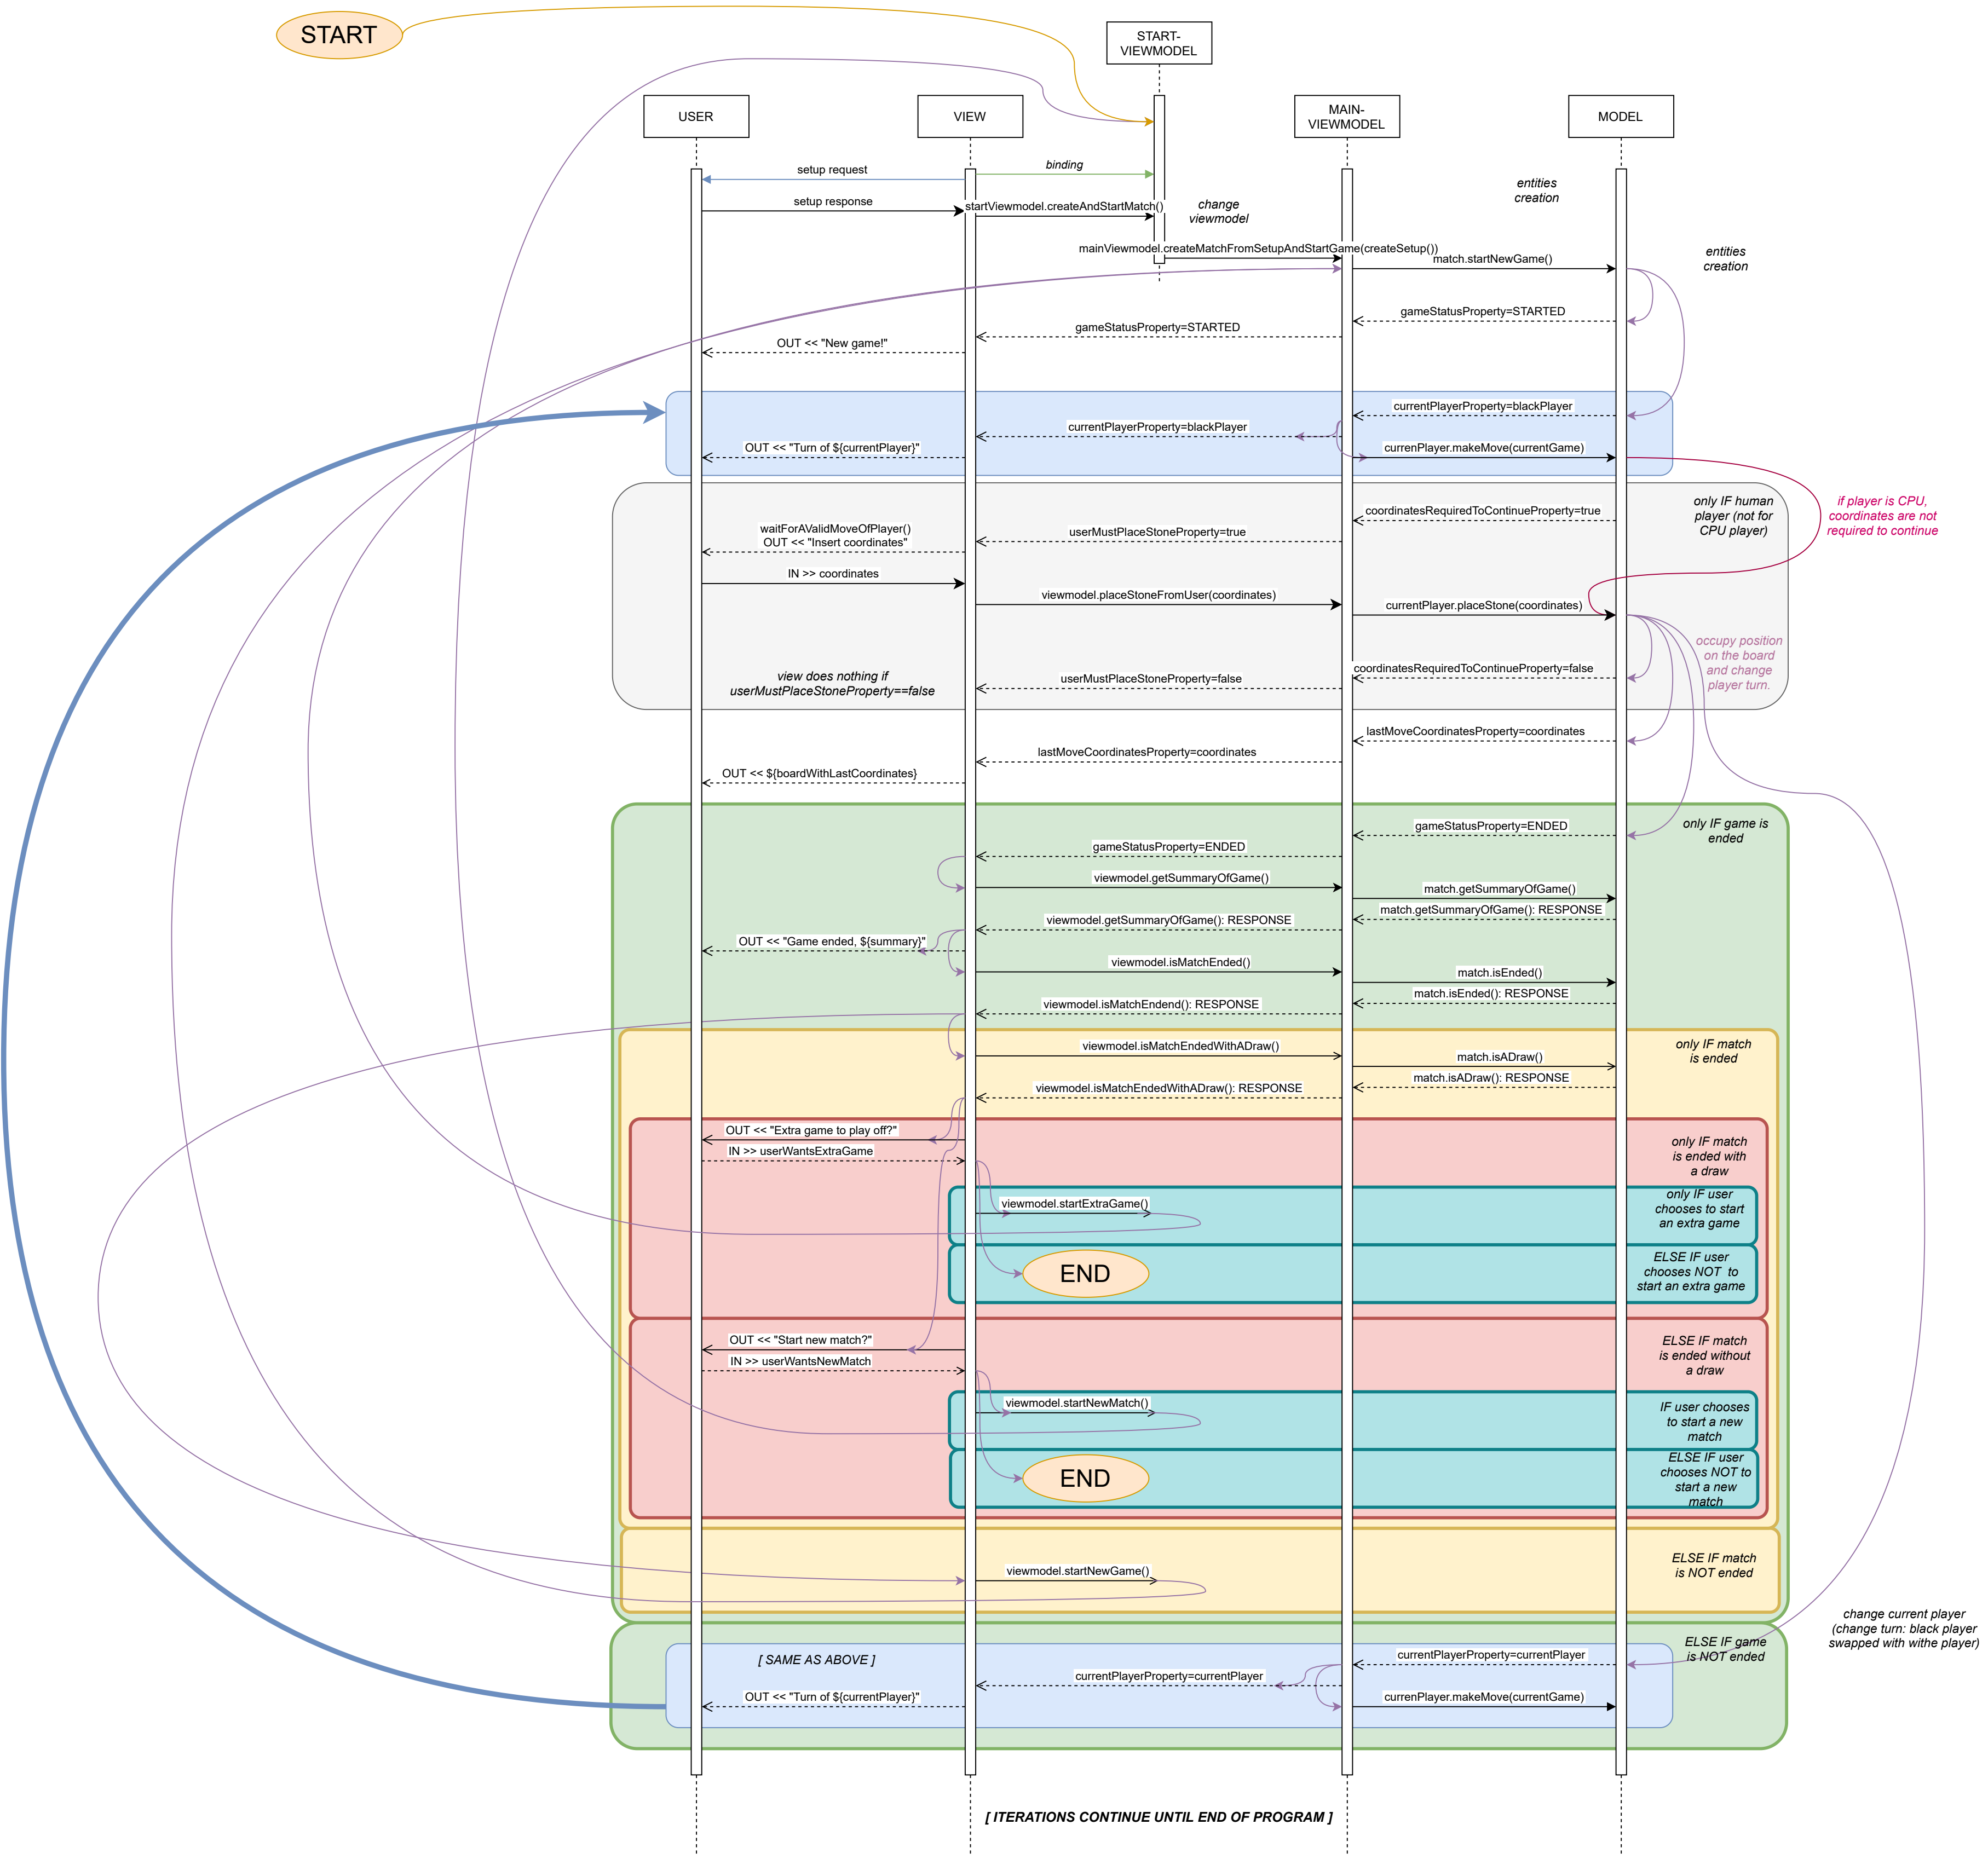 START
START-
VIEWMODEL
USER
VIEW
MAIN-
VIEWMODEL
MODEL
binding
setup request
entities
creation
setup response
startViewmodel.createAndStartMatch()
change
viewmodel
mainViewmodel.createMatchFromSetupAndStartGame(createSetup())
match.startNewGame()
entities
creation
gameStatusProperty=STARTED
gameStatusProperty=STARTED
OUT << "New game!"
currentPlayerProperty=blackPlayer
currentPlayerProperty=blackPlayer
OUT << "Turn of ${currentPlayer}"
currenPlayer.makeMove(currentGame)
only IF human
player (not for
CPU player)
if player is CPU,
coordinates are not
required to continue
coordinatesRequiredToContinueProperty=true
waitForAValidMoveOfPlayer()
OUT << "Insert coordinates"
userMustPlaceStoneProperty=true
IN >> coordinates
viewmodel.placeStoneFromUser(coordinates)
currentPlayer.placeStone(coordinates)
occupy position
on the board
and change
player turn.
coordinatesRequiredToContinueProperty=false
view does nothing if
userMustPlaceStoneProperty==false
userMustPlaceStoneProperty=false
lastMoveCoordinatesProperty=coordinates
lastMoveCoordinatesProperty=coordinates
OUT << ${boardWithLastCoordinates}
gameStatusProperty=ENDED
only IF game is
ended
gameStatusProperty=ENDED
viewmodel.getSummaryOfGame()
match.getSummaryOfGame()
match.getSummaryOfGame(): RESPONSE
viewmodel.getSummaryOfGame(): RESPONSE
OUT << "Game ended, ${summary}"
viewmodel.isMatchEnded()
match.isEnded()
match.isEnded(): RESPONSE
viewmodel.isMatchEndend(): RESPONSE
only IF match
is ended
viewmodel.isMatchEndedWithADraw()
match.isADraw()
match.isADraw(): RESPONSE
viewmodel.isMatchEndedWithADraw(): RESPONSE
OUT << "Extra game to play off?"
IN >> userWantsExtraGame
only IF match
is ended with
a draw
viewmodel.startExtraGame()
only IF user
chooses to start
an extra game
END
ELSE IF user
chooses NOT to
start an extra game
OUT << "Start new match?"
IN >> userWantsNewMatch
ELSE IF match
is ended without
a draw
viewmodel.startNewMatch()
IF user chooses
to start a new
match
END
ELSE IF user
chooses NOT to
start a new
match
viewmodel.startNewGame()
ELSE IF match
is NOT ended
change current player
(change turn: black player
swapped with withe player)
ELSE IF game
is NOT ended
[ SAME AS ABOVE ]
currentPlayerProperty=currentPlayer
currentPlayerProperty=currentPlayer
OUT << "Turn of ${currentPlayer}"
currenPlayer.makeMove(currentGame)
[ ITERATIONS CONTINUE UNTIL END OF PROGRAM ]